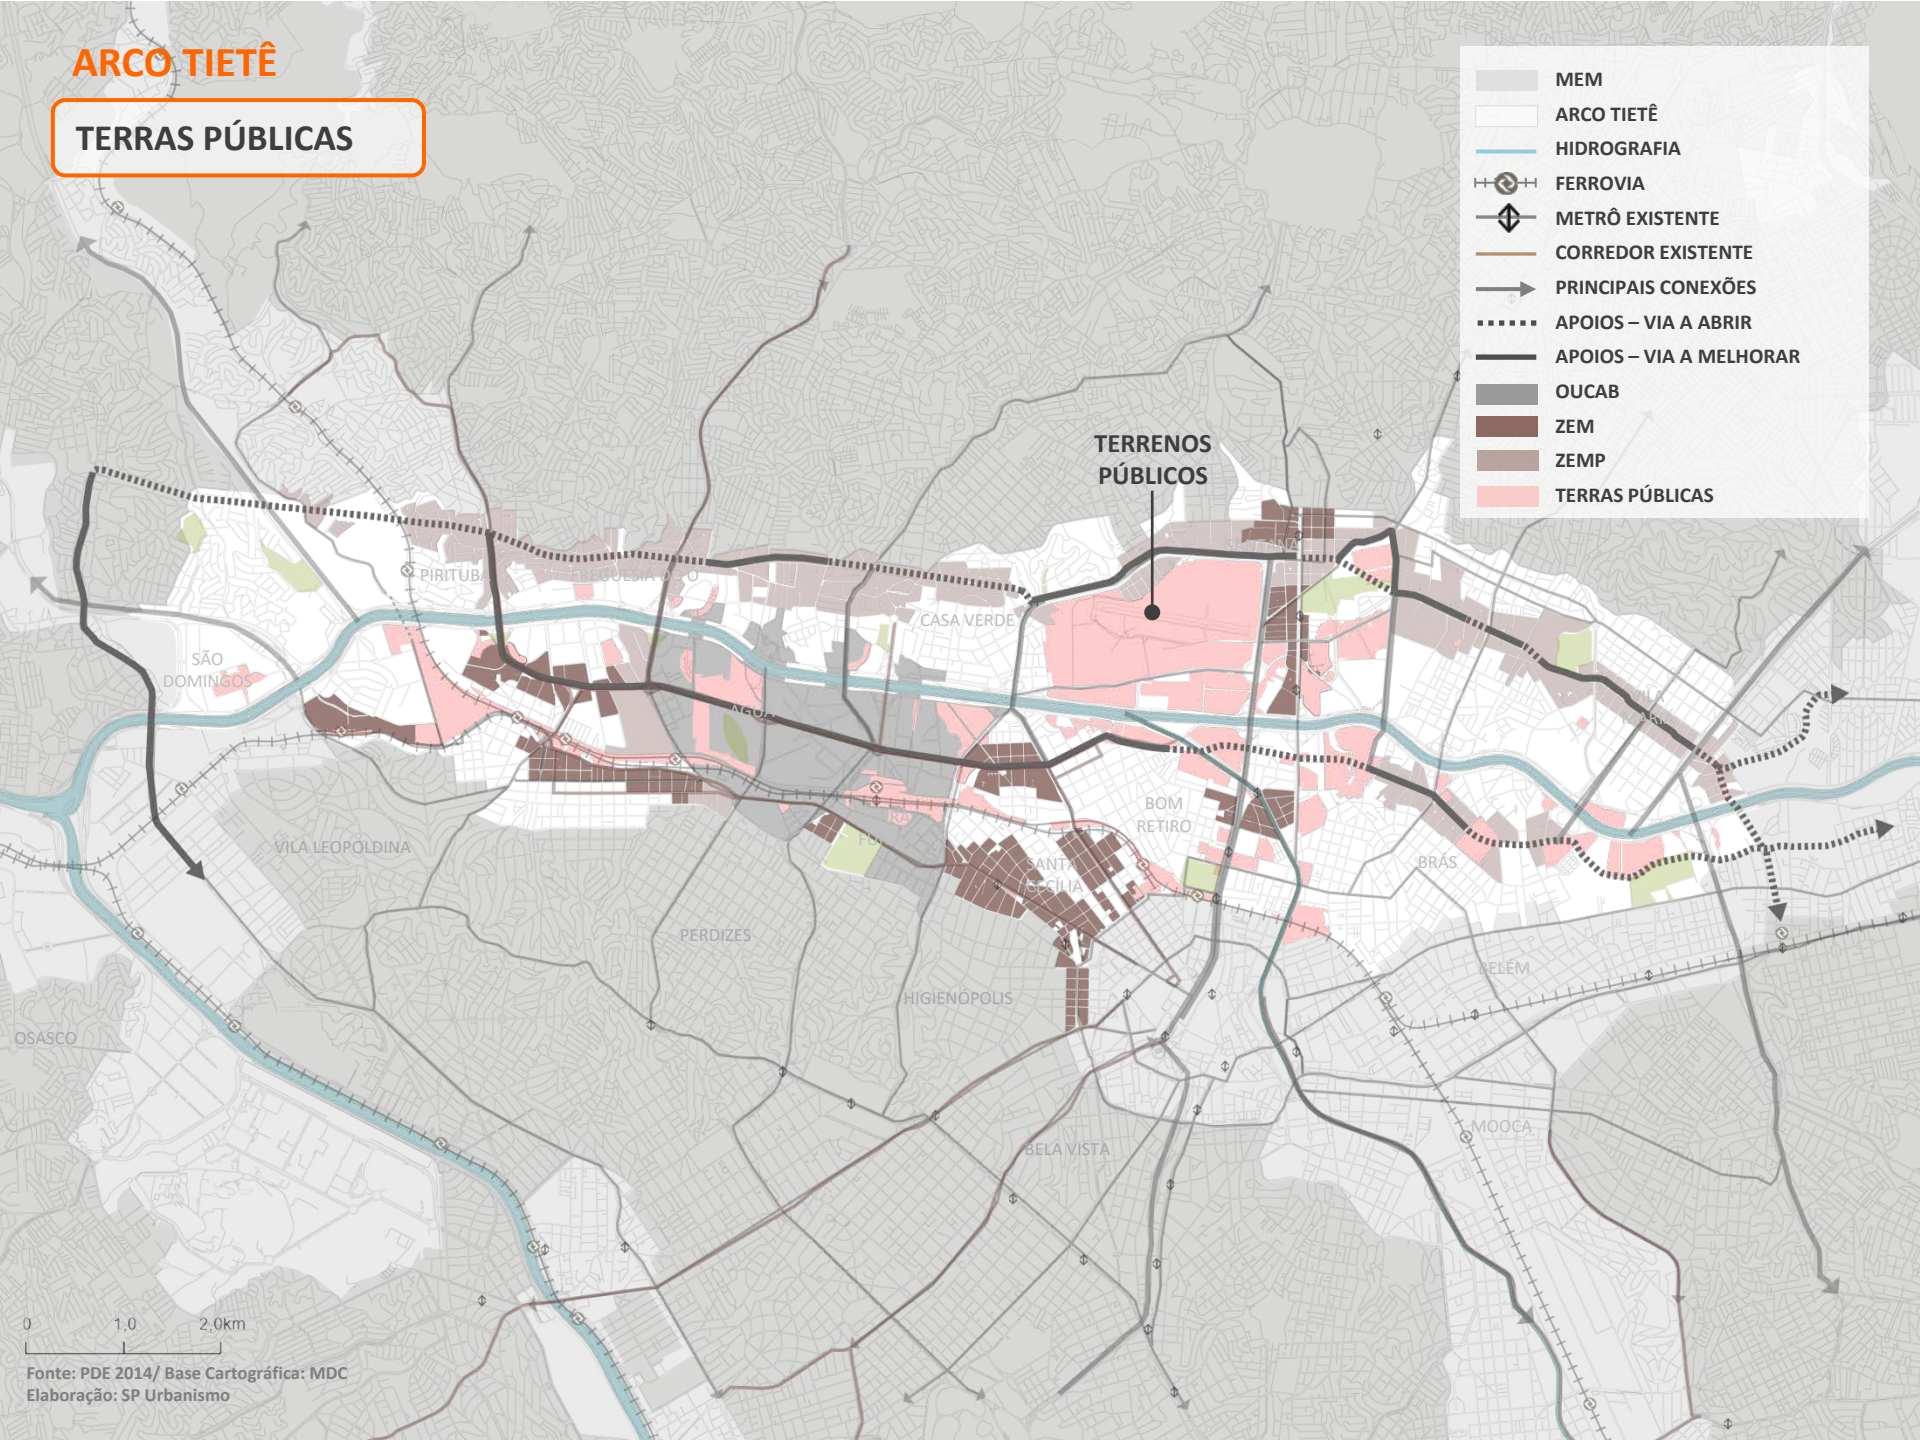 ARCO TIETÊ
TERRAS PÚBLICAS
MEM
ARCO TIETÊ
HIDROGRAFIA
FERROVIA
METRÔ EXISTENTE
CORREDOR EXISTENTE
PRINCIPAIS CONEXÕES
APOIOS – VIA A ABRIR
APOIOS – VIA A MELHORAR
OUCAB
ZEM
ZEMP
TERRAS PÚBLICAS
TERRENOS
PÚBLICOS
PIRITUBA
CASA VERDE
SÃO
DOMINGOS
BOM
RETIRO
VILA LEOPOLDINA
SANTA
CECÍLIA
BRÁS
PERDIZES
BELÉM
HIGIENÓPOLIS
OSASCO
MOOCA
BELA VISTA
0 1,0 2,0km
Fonte: PDE 2014/ Base Cartográfica: MDC
Elaboração: SP Urbanismo